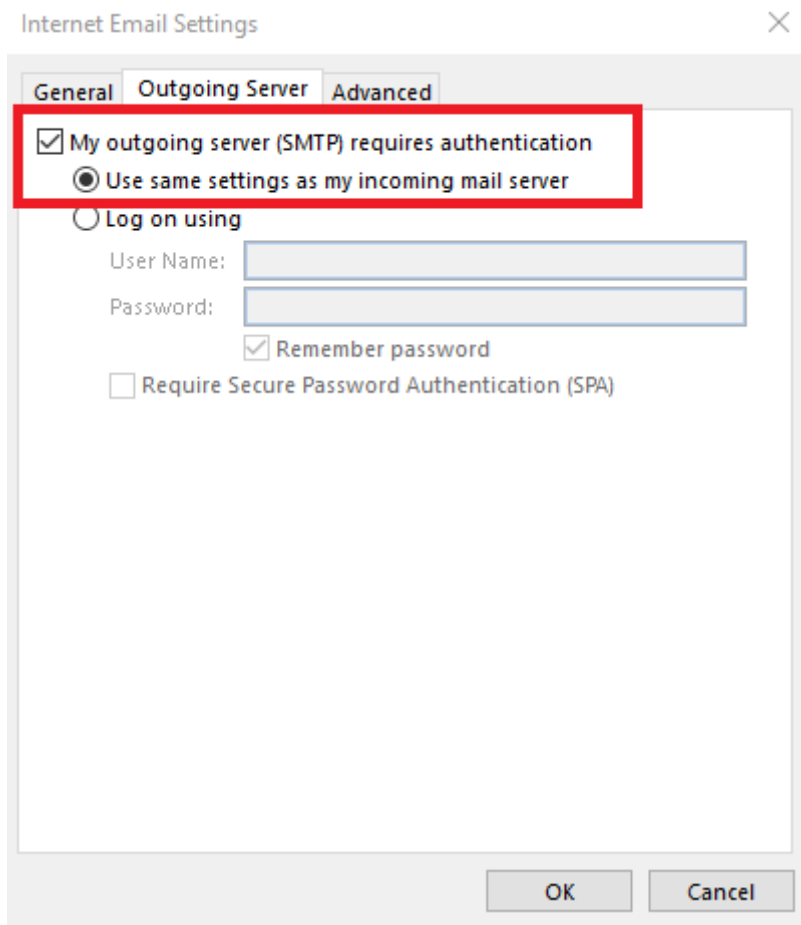 Internet Email Settings
General Outgoing Server Advanced
My outgoing server (SMTP) requires authentication
Use same settings as my incoming mail server
Log on using
User Name:
Password:
Remember password
Require Secure Password Authentication (SPA)
OK Cancel